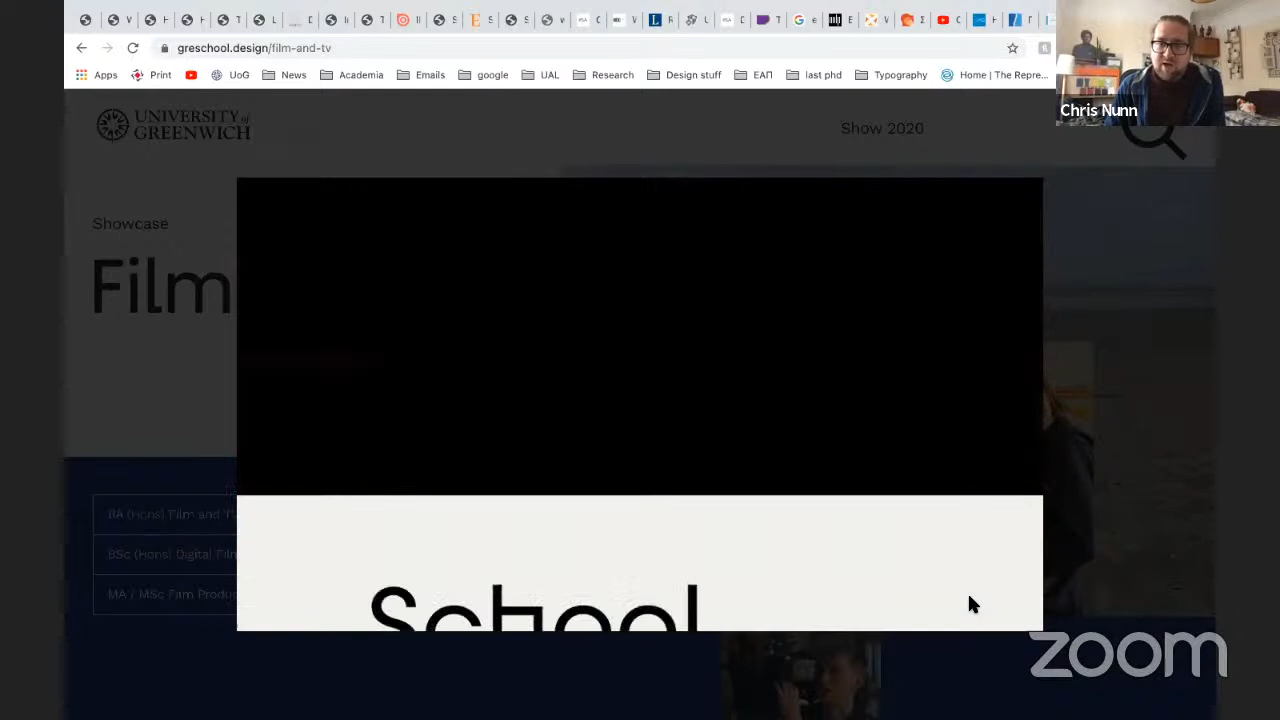 greschool.design/film-and-tv
Apps Print UoG News Academia Emails google UAL Research Design stuff ΕΑΠ last phd Typography Home | The Repre...
Chris Nunn
UNIVERSITY of
GREENWICH
Show 2020
Showcase
Film
BA (Hons) Film and
BSc (Hons) Digital Film
MA / MSc Film Produc
School
zoom